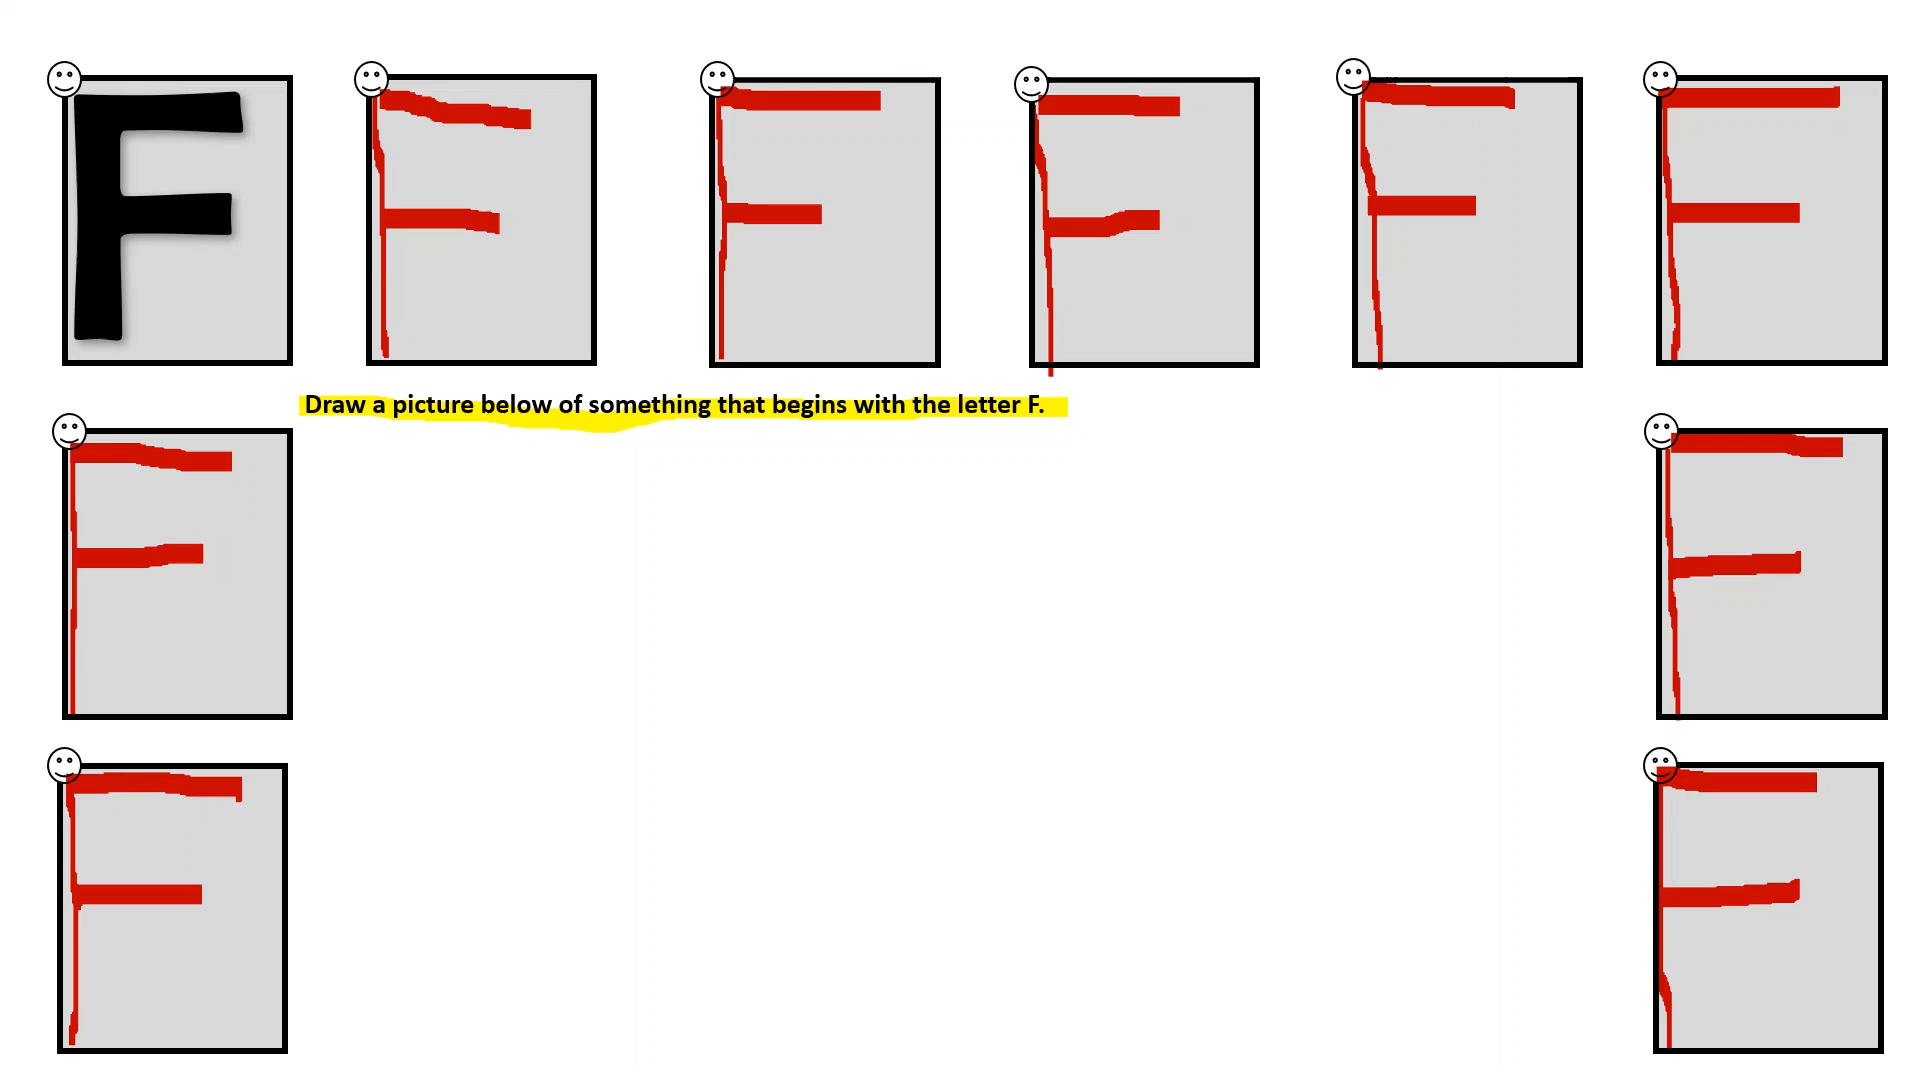 F F F F F F
Draw a picture below of something that begins with the letter F.
F F
F F